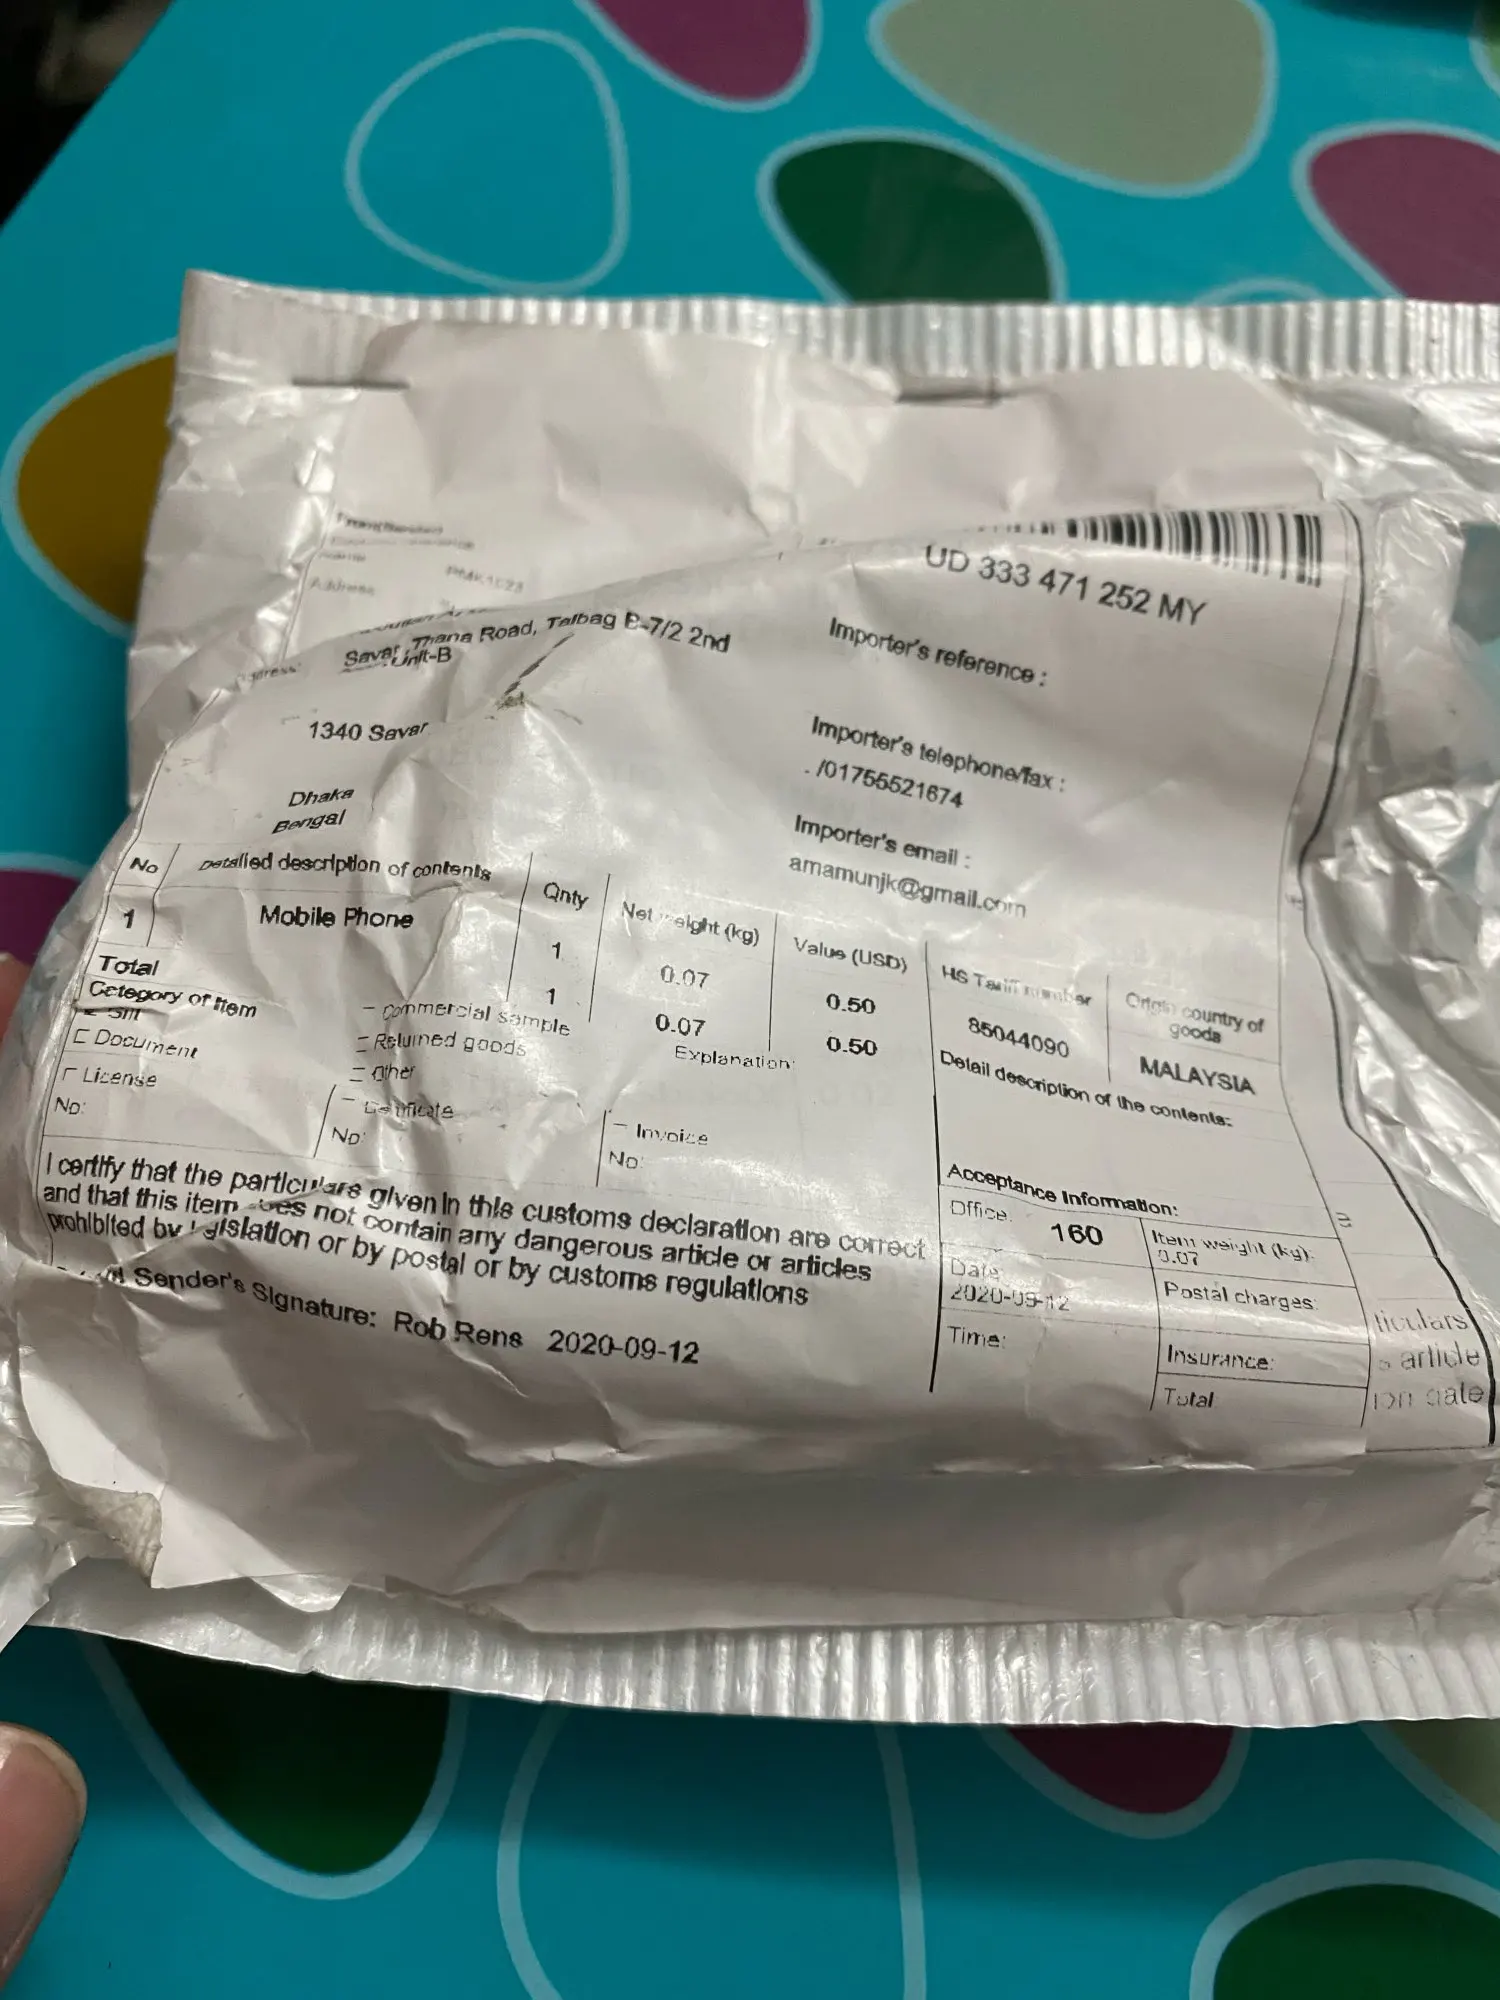 Address
UD 333 471 252 MY
Savar, Thana Road, Talbag B-7/2 2nd
Unit-B
1340 Savar
Dhaka
Bengal
Importer's reference :
Importer's telephone/fax :
- /01755521674
Importer's email :
amamunjk@gmail.com
No Detailed description of contents Qnty Net weight (kg) Value (USD) HS Tariff number Origin country of goods
1 Mobile Phone 1 0.07 0.50 85044090 MALAYSIA
Total 1 0.07 0.50
Category of item
Commercial sample
Explanation:
Detail description of the contents:
Document
Returned goods
Other
License
No:
Certificate
No:
Invoice
No:
I certify that the particulars given in this customs declaration are correct
and that this item does not contain any dangerous article or articles
prohibited by legislation or by postal or by customs regulations
Sender's Signature: Rob Rens 2020-09-12
Acceptance Information:
Office: 160
Item weight (kg):
0.07
Date:
2020-09-12
Postal charges:
Time:
Insurance:
Total
ticulars
article